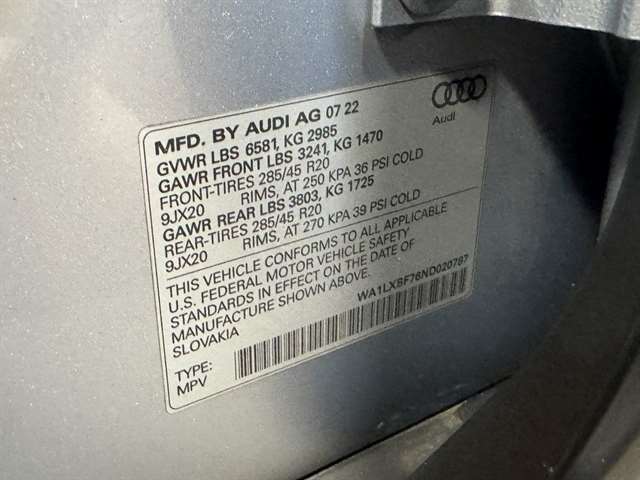 MFD. BY AUDI AG 07 22
GVWR LBS 6581, KG 2985
GAWR FRONT LBS 3241, KG 1470
FRONT-TIRES 285/45 R20
9JX20 RIMS, AT 250 KPA 36 PSI COLD
GAWR REAR LBS 3803, KG 1725
REAR-TIRES 285/45 R20
9JX20 RIMS, AT 270 KPA 39 PSI COLD
THIS VEHICLE CONFORMS TO ALL APPLICABLE
U.S. FEDERAL MOTOR VEHICLE SAFETY
STANDARDS IN EFFECT ON THE DATE OF
MANUFACTURE SHOWN ABOVE.
SLOVAKIA
WA1LXBF76ND020787
TYPE:
MPV
Audi